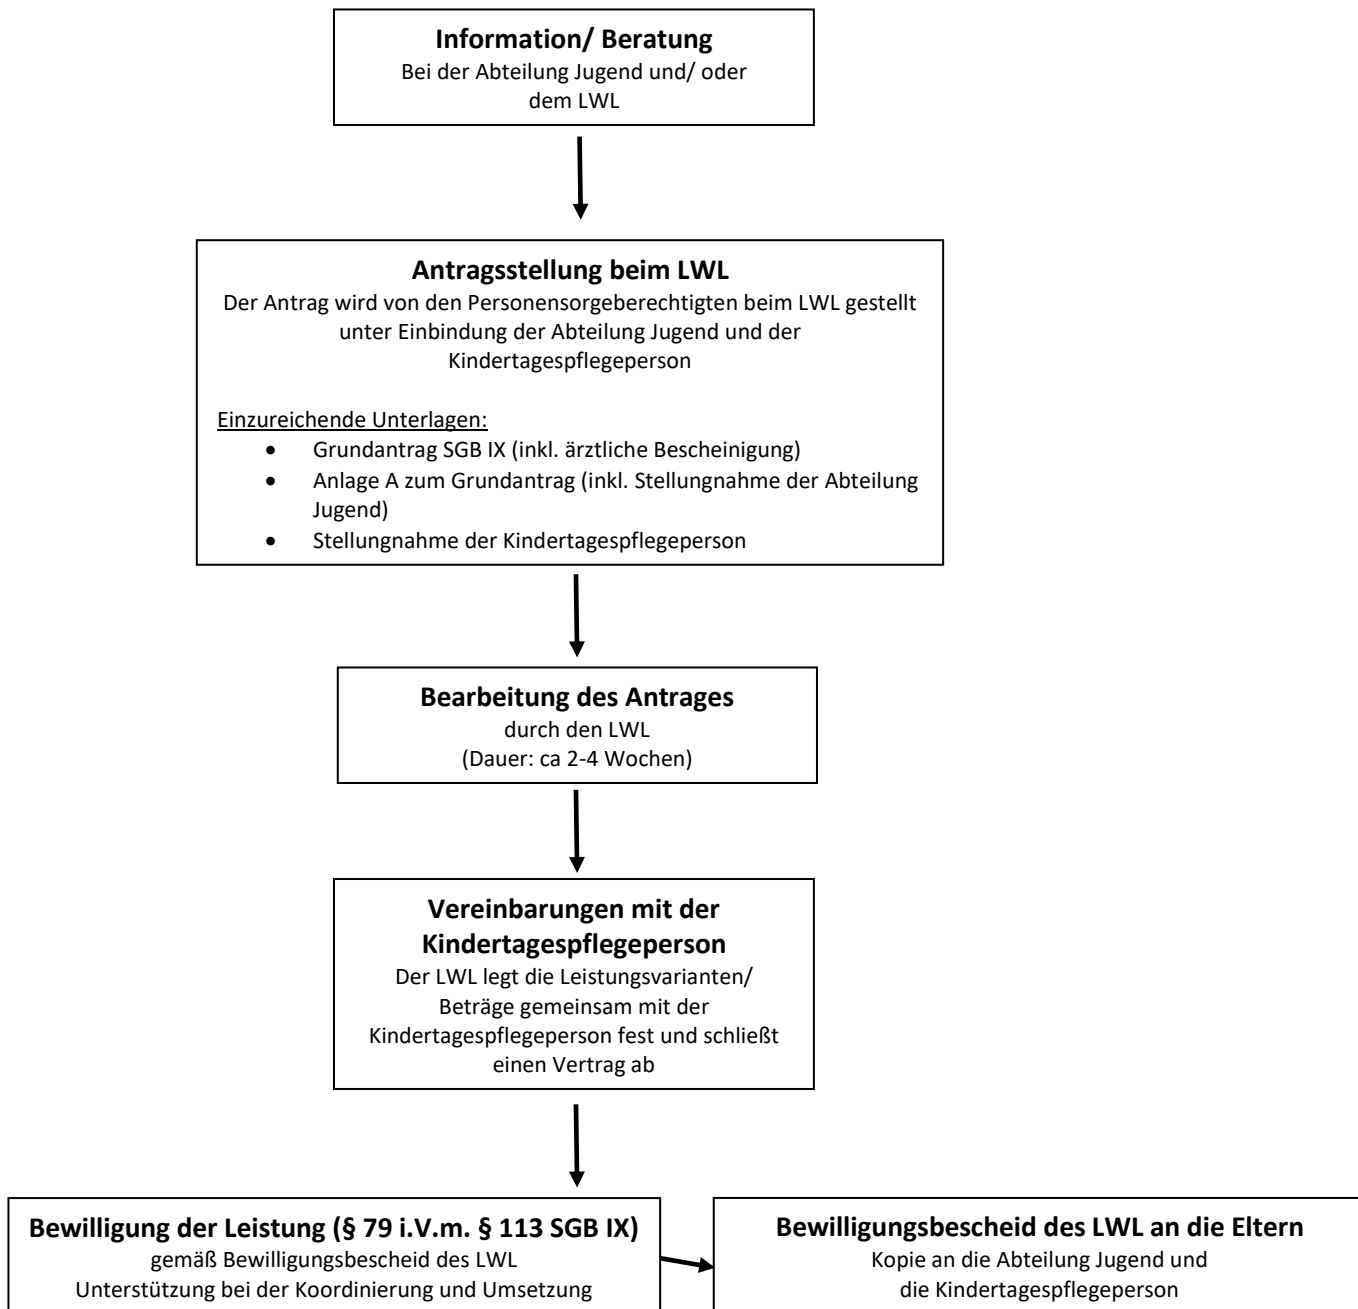 Information/ Beratung
Bei der Abteilung Jugend und/ oder
dem LWL
Antragsstellung beim LWL
Der Antrag wird von den Personensorgeberechtigten beim LWL gestellt
unter Einbindung der Abteilung Jugend und der
Kindertagespflegeperson
Einzureichende Unterlagen:
• Grundantrag SGB IX (inkl. ärztliche Bescheinigung)
• Anlage A zum Grundantrag (inkl. Stellungnahme der Abteilung
Jugend)
• Stellungnahme der Kindertagespflegeperson
Bearbeitung des Antrages
durch den LWL
(Dauer: ca 2-4 Wochen)
Vereinbarungen mit der
Kindertagespflegeperson
Der LWL legt die Leistungsvarianten/
Beträge gemeinsam mit der
Kindertagespflegeperson fest und schließt
einen Vertrag ab
Bewilligung der Leistung (§ 79 i.V.m. § 113 SGB IX)
gemäß Bewilligungsbescheid des LWL
Unterstützung bei der Koordinierung und Umsetzung
Bewilligungsbescheid des LWL an die Eltern
Kopie an die Abteilung Jugend und
die Kindertagespflegeperson